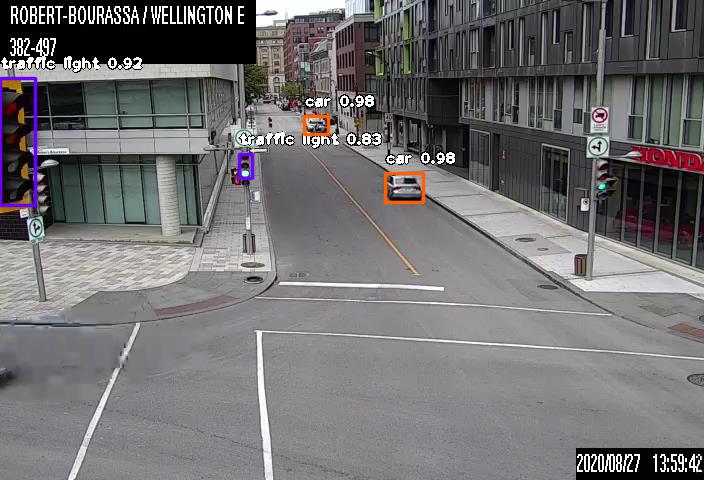 ROBERT-BOURASSA / WELLINGTON E
382-497
traffic light 0.92
car 0.98
traffic light 0.83
car 0.98
HONDA
2020/08/27 13:59:42